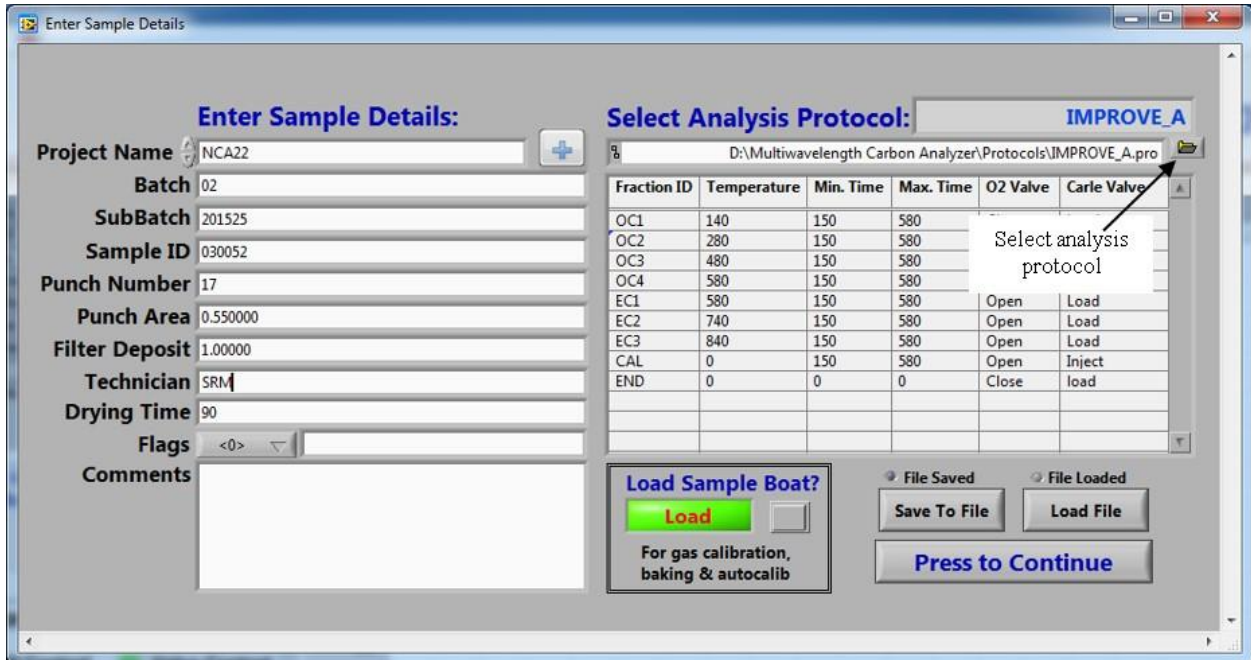 Enter Sample Details
Enter Sample Details:
Project Name NCA22
Batch 02
SubBatch 201525
Sample ID 030052
Punch Number 17
Punch Area 0.550000
Filter Deposit 1.00000
Technician SRM
Drying Time 90
Flags <0>
Comments
Select Analysis Protocol: IMPROVE_A
D:\Multiwavelength Carbon Analyzer\Protocols\IMPROVE_A.pro
Fraction ID Temperature Min. Time Max. Time O2 Valve Carle Valve
OC1 140 150 580
OC2 280 150 580
OC3 480 150 580
OC4 580 150 580
EC1 580 150 580 Open Load
EC2 740 150 580 Open Load
EC3 840 150 580 Open Load
CAL 0 150 580 Open Inject
END 0 0 0 Close load
Select analysis
protocol
Load Sample Boat?
Load
For gas calibration,
baking & autocalib
File Saved File Loaded
Save To File Load File
Press to Continue